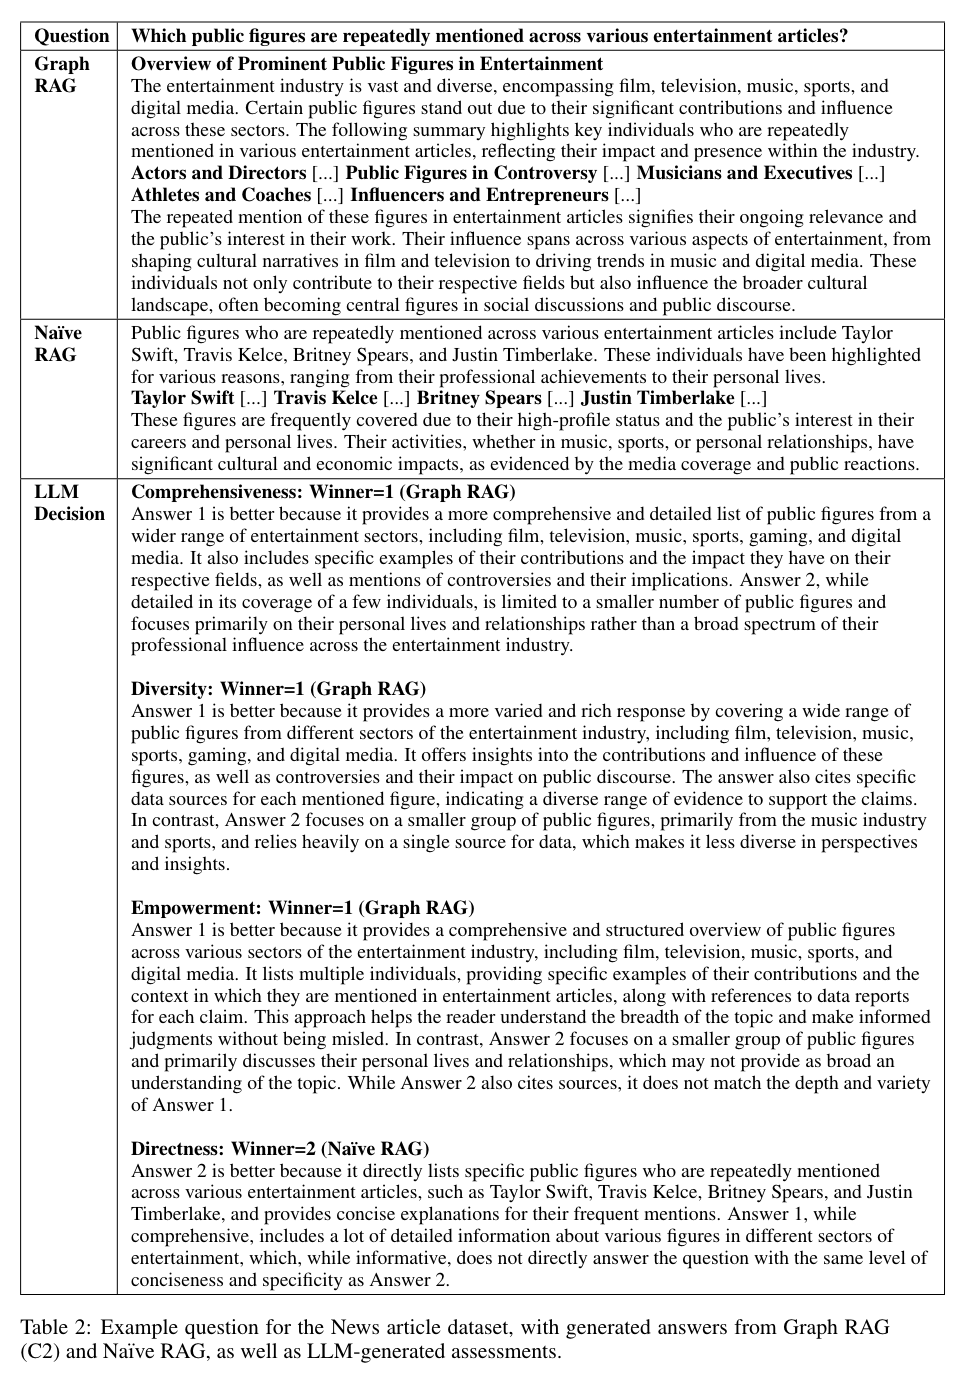 Question Which public figures are repeatedly mentioned across various entertainment articles?
Graph RAG
Overview of Prominent Public Figures in Entertainment
The entertainment industry is vast and diverse, encompassing film, television, music, sports, and
digital media. Certain public figures stand out due to their significant contributions and influence
across these sectors. The following summary highlights key individuals who are repeatedly
mentioned in various entertainment articles, reflecting their impact and presence within the industry.
Actors and Directors [...] Public Figures in Controversy [...] Musicians and Executives [...]
Athletes and Coaches [...] Influencers and Entrepreneurs [...]
The repeated mention of these figures in entertainment articles signifies their ongoing relevance and
the public's interest in their work. Their influence spans across various aspects of entertainment, from
shaping cultural narratives in film and television to driving trends in music and digital media. These
individuals not only contribute to their respective fields but also influence the broader cultural
landscape, often becoming central figures in social discussions and public discourse.
Naïve RAG
Public figures who are repeatedly mentioned across various entertainment articles include Taylor
Swift, Travis Kelce, Britney Spears, and Justin Timberlake. These individuals have been highlighted
for various reasons, ranging from their professional achievements to their personal lives.
Taylor Swift [...] Travis Kelce [...] Britney Spears [...] Justin Timberlake [...]
These figures are frequently covered due to their high-profile status and the public's interest in their
careers and personal lives. Their activities, whether in music, sports, or personal relationships, have
significant cultural and economic impacts, as evidenced by the media coverage and public reactions.
LLM Decision
Comprehensiveness: Winner=1 (Graph RAG)
Answer 1 is better because it provides a more comprehensive and detailed list of public figures from a
wider range of entertainment sectors, including film, television, music, sports, gaming, and digital
media. It also includes specific examples of their contributions and the impact they have on their
respective fields, as well as mentions of controversies and their implications. Answer 2, while
detailed in its coverage of a few individuals, is limited to a smaller number of public figures and
focuses primarily on their personal lives and relationships rather than a broad spectrum of their
professional influence across the entertainment industry.
Diversity: Winner=1 (Graph RAG)
Answer 1 is better because it provides a more varied and rich response by covering a wide range of
public figures from different sectors of the entertainment industry, including film, television, music,
sports, gaming, and digital media. It offers insights into the contributions and influence of these
figures, as well as controversies and their impact on public discourse. The answer also cites specific
data sources for each mentioned figure, indicating a diverse range of evidence to support the claims.
In contrast, Answer 2 focuses on a smaller group of public figures, primarily from the music industry
and sports, and relies heavily on a single source for data, which makes it less diverse in perspectives
and insights.
Empowerment: Winner=1 (Graph RAG)
Answer 1 is better because it provides a comprehensive and structured overview of public figures
across various sectors of the entertainment industry, including film, television, music, sports, and
digital media. It lists multiple individuals, providing specific examples of their contributions and the
context in which they are mentioned in entertainment articles, along with references to data reports
for each claim. This approach helps the reader understand the breadth of the topic and make informed
judgments without being misled. In contrast, Answer 2 focuses on a smaller group of public figures
and primarily discusses their personal lives and relationships, which may not provide as broad an
understanding of the topic. While Answer 2 also cites sources, it does not match the depth and variety
of Answer 1.
Directness: Winner=2 (Naïve RAG)
Answer 2 is better because it directly lists specific public figures who are repeatedly mentioned
across various entertainment articles, such as Taylor Swift, Travis Kelce, Britney Spears, and Justin
Timberlake, and provides concise explanations for their frequent mentions. Answer 1, while
comprehensive, includes a lot of detailed information about various figures in different sectors of
entertainment, which, while informative, does not directly answer the question with the same level of
conciseness and specificity as Answer 2.
Table 2: Example question for the News article dataset, with generated answers from Graph RAG
(C2) and Naïve RAG, as well as LLM-generated assessments.